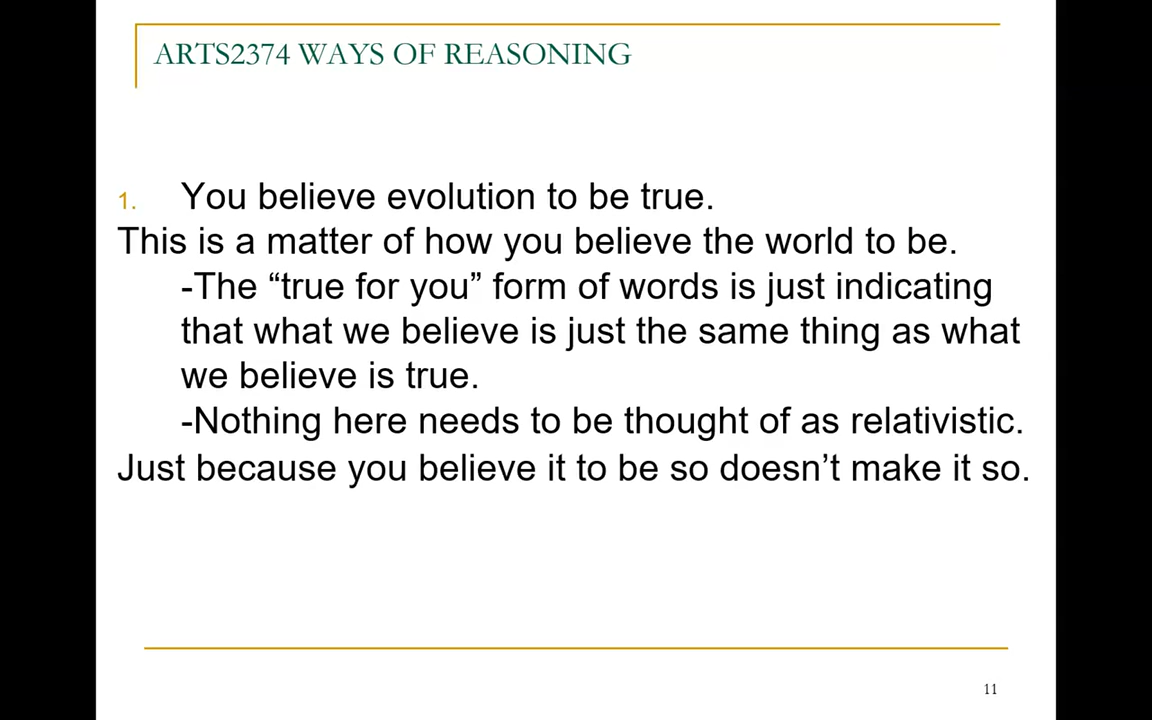 ARTS2374 WAYS OF REASONING
1. You believe evolution to be true.
This is a matter of how you believe the world to be.
-The “true for you” form of words is just indicating
that what we believe is just the same thing as what
we believe is true.
-Nothing here needs to be thought of as relativistic.
Just because you believe it to be so doesn’t make it so.
11